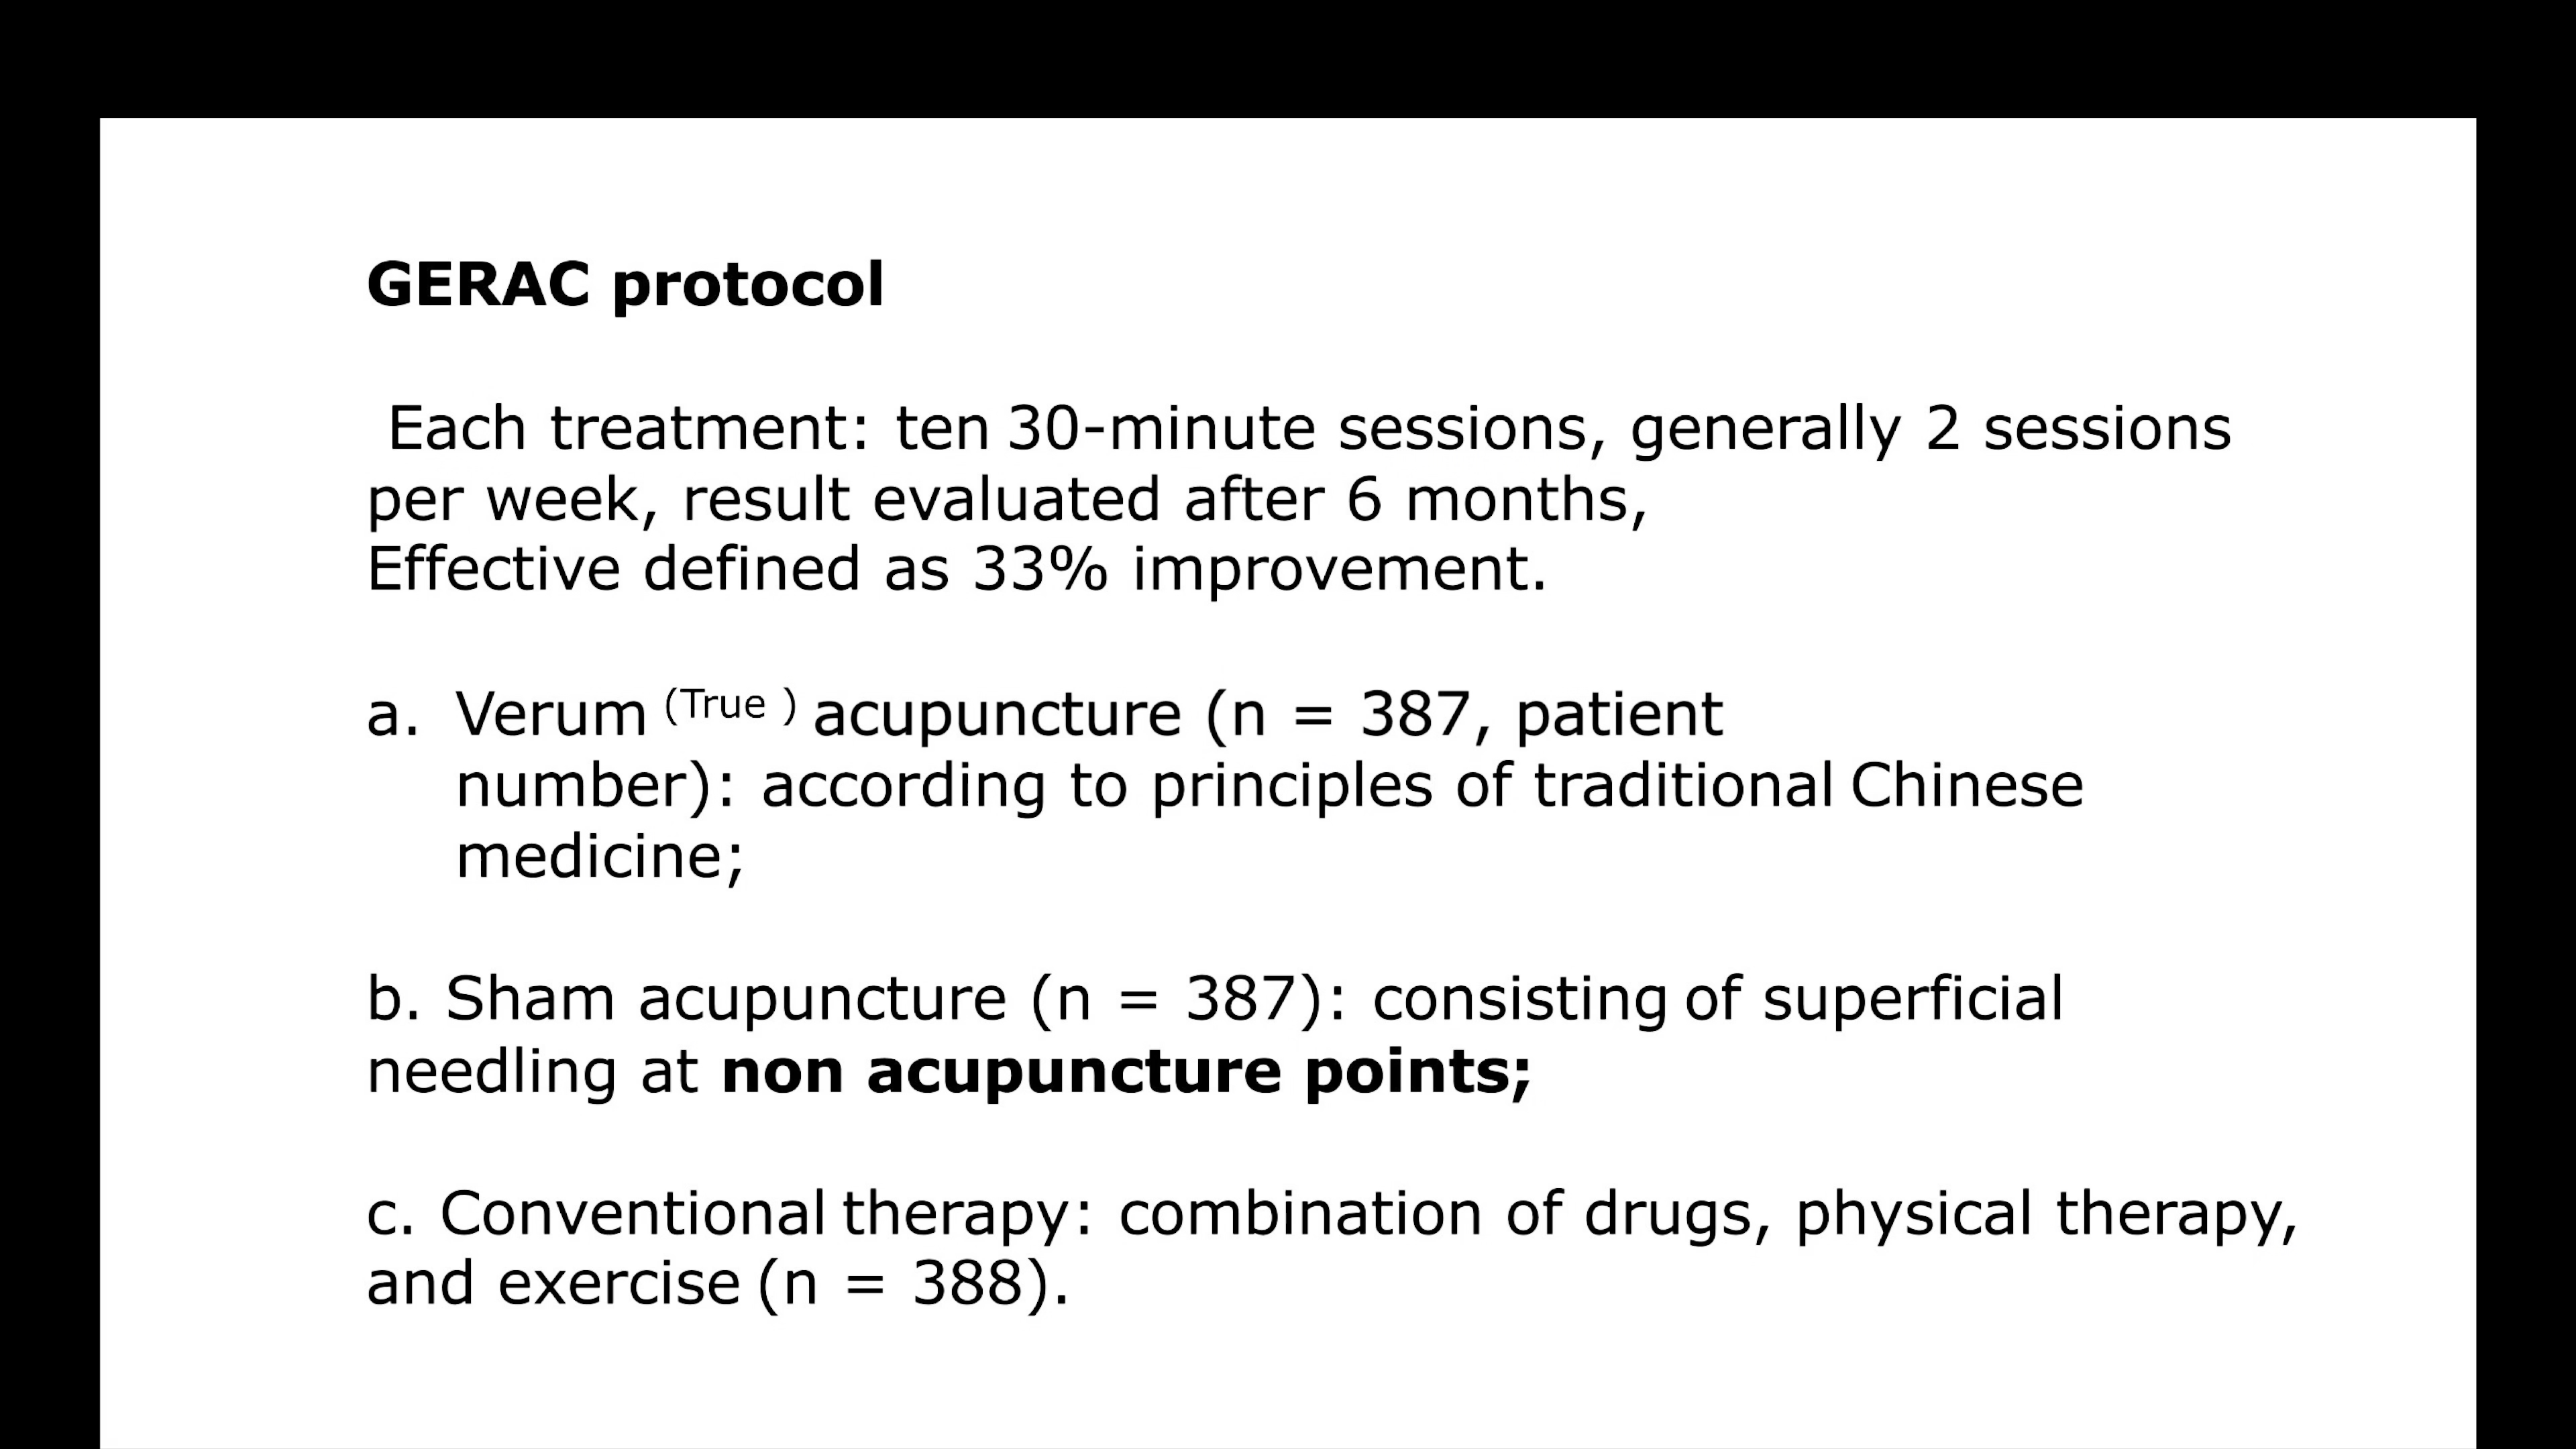 GERAC protocol
Each treatment: ten 30-minute sessions, generally 2 sessions
per week, result evaluated after 6 months,
Effective defined as 33% improvement.
a. Verum (True ) acupuncture (n = 387, patient
number): according to principles of traditional Chinese
medicine;
b. Sham acupuncture (n = 387): consisting of superficial
needling at non acupuncture points;
c. Conventional therapy: combination of drugs, physical therapy,
and exercise (n = 388).